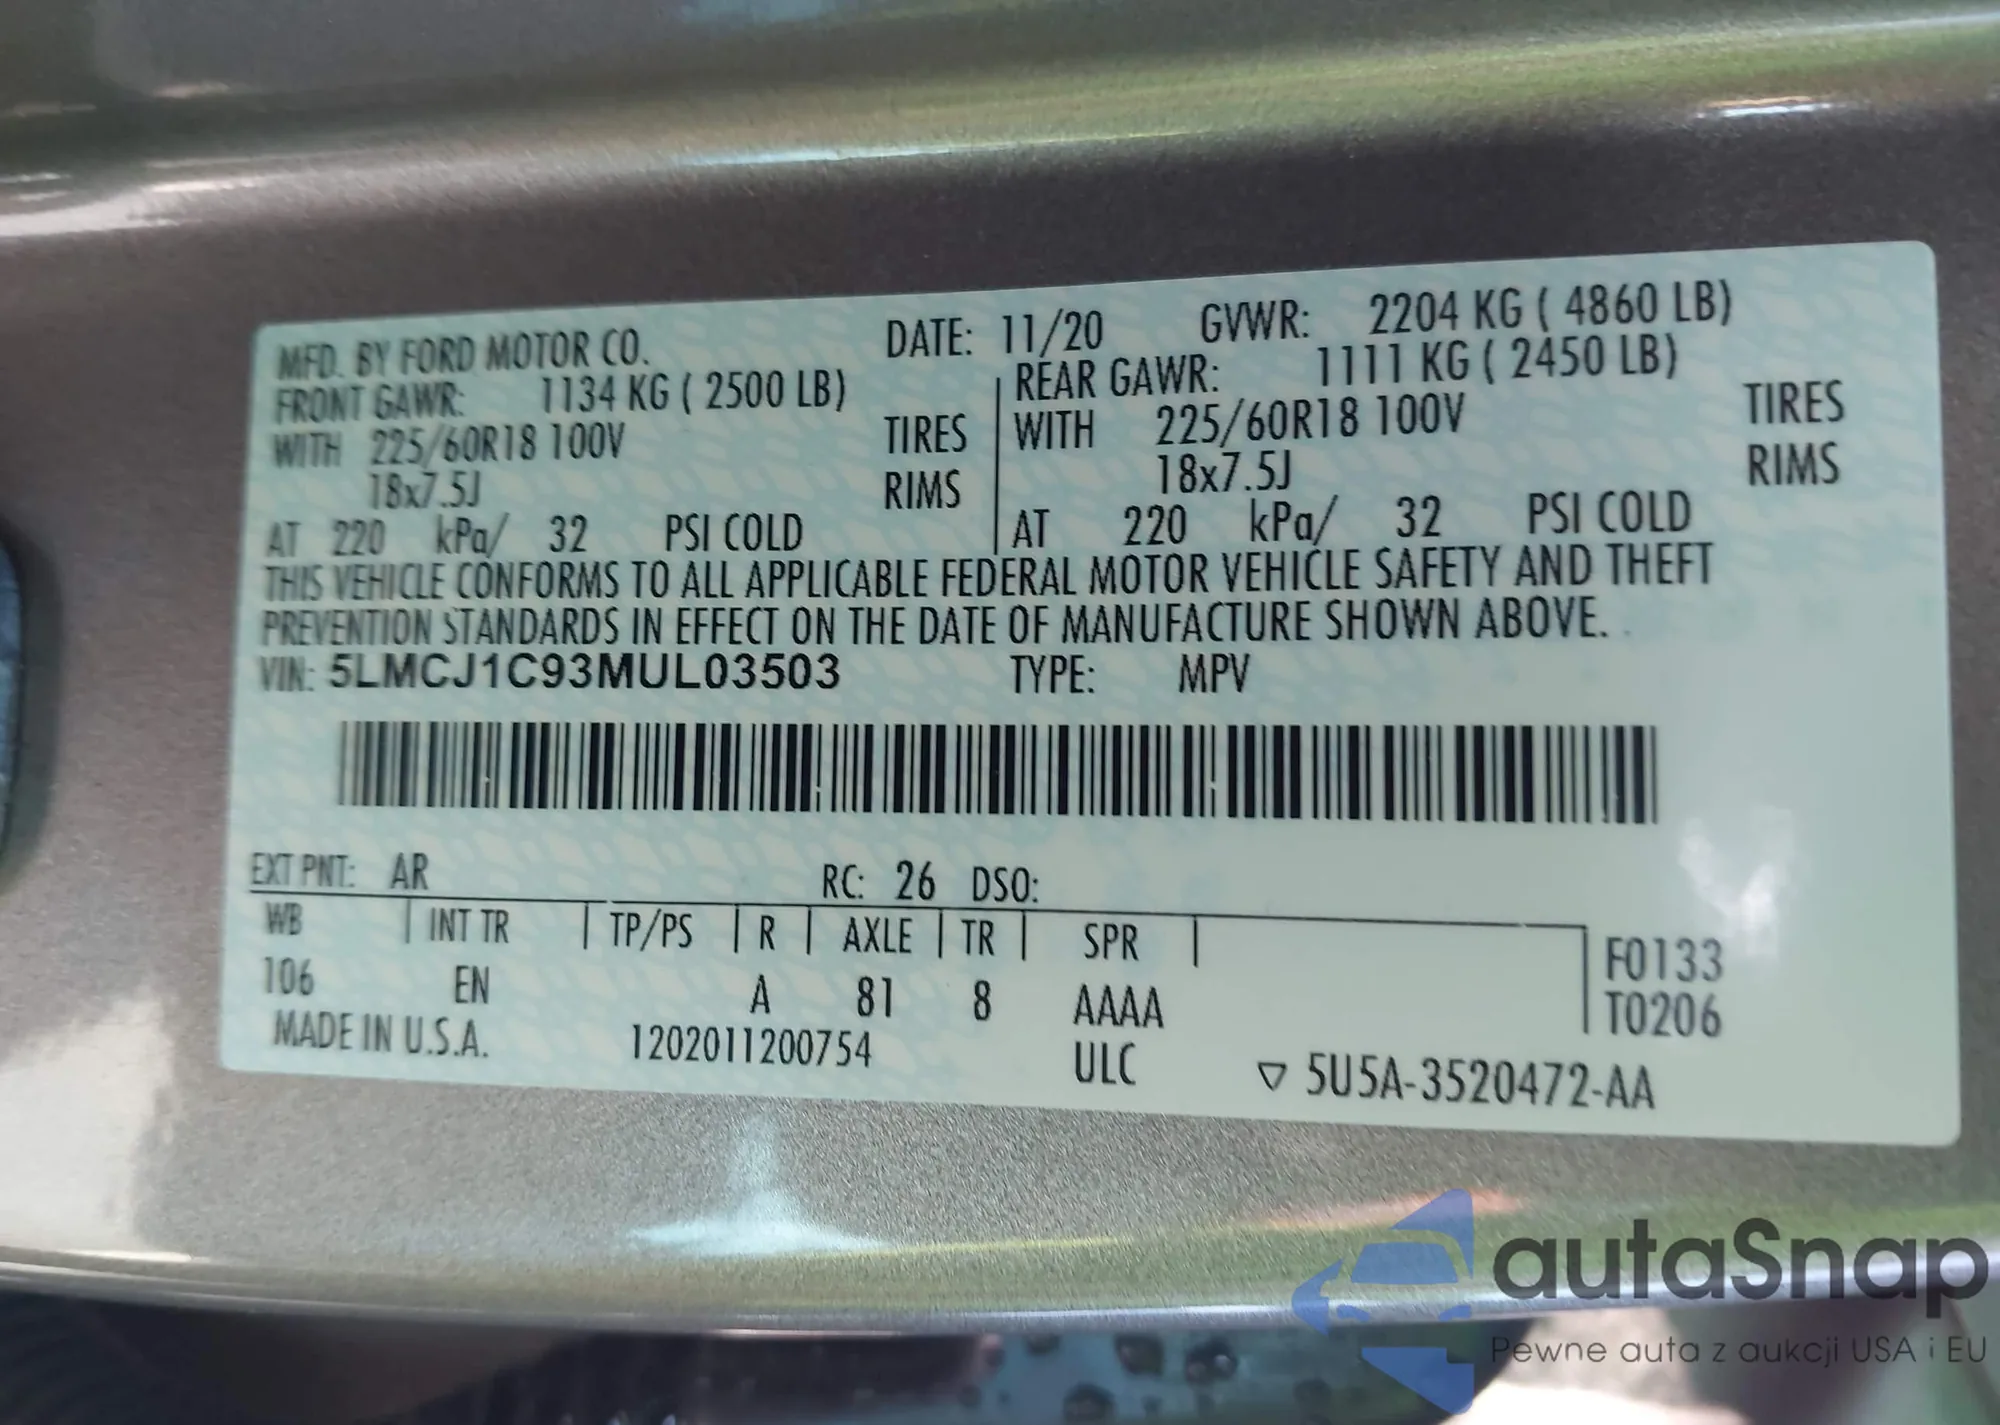 MFD. BY FORD MOTOR CO. DATE: 11/20 GVWR: 2204 KG ( 4860 LB)
FRONT GAWR: 1134 KG ( 2500 LB) REAR GAWR: 1111 KG ( 2450 LB)
WITH 225/60R18 100V TIRES WITH 225/60R18 100V TIRES
18x7.5J RIMS 18x7.5J RIMS
AT 220 kPa/ 32 PSI COLD AT 220 kPa/ 32 PSI COLD
THIS VEHICLE CONFORMS TO ALL APPLICABLE FEDERAL MOTOR VEHICLE SAFETY AND THEFT
PREVENTION STANDARDS IN EFFECT ON THE DATE OF MANUFACTURE SHOWN ABOVE.
VIN: 5LMCJ1C93MUL03503 TYPE: MPV
EXT PNT: AR RC: 26 DSO:
WB INT TR TP/PS R AXLE TR SPR F0133
106 EN A 81 8 AAAA T0206
MADE IN U.S.A. 1202011200754 ULC ▽ 5U5A-3520472-AA
autaSnap
Pewne auta z aukcji USA i EU